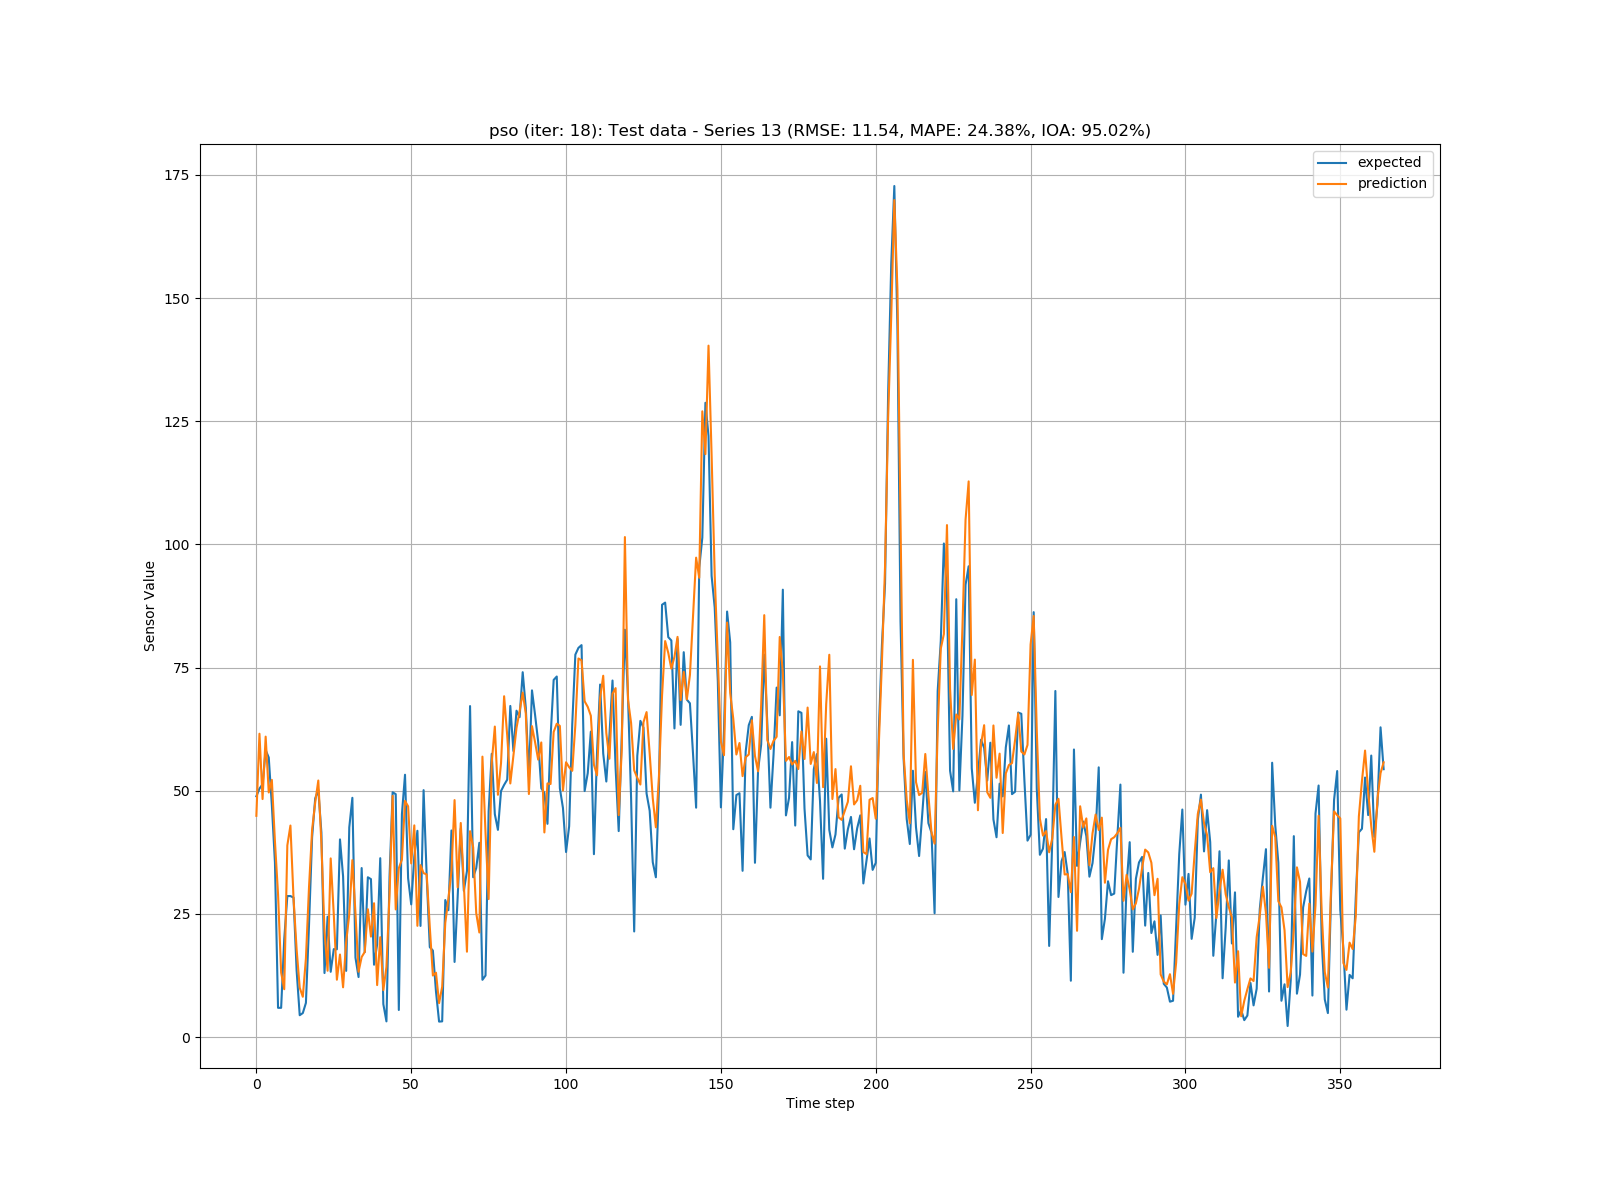 pso (iter: 18): Test data - Series 13 (RMSE: 11.54, MAPE: 24.38%, IOA: 95.02%)
expected
prediction
175
150
125
100
75
50
25
0
Sensor Value
0 50 100 150 200 250 300 350
Time step